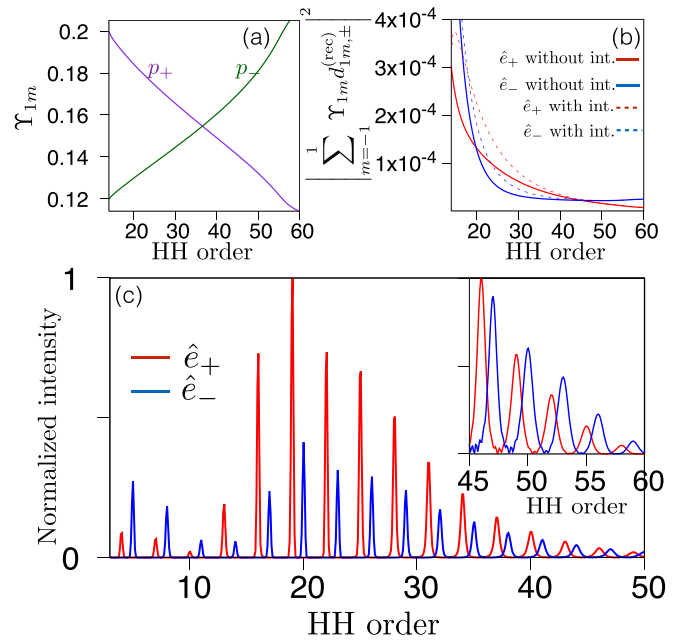 (a)
p₊
p₋
0.2
0.18
0.16
0.14
0.12
Υ₁ₘ
20 30 40 50 60
HH order
(b)
|∑¹ₘ₌₋₁ Υ₁ₘ d⁽ʳᵉᶜ⁾₁ₘ,±|²
4x10-4
3x10-4
2x10-4
1x10-4
ê₊ without int.
ê₋ without int.
ê₊ with int.
ê₋ with int.
20 30 40 50 60
HH order
(c)
1
0
Normalized intensity
ê₊
ê₋
45 50 55 60
HH order
10 20 30 40 50
HH order